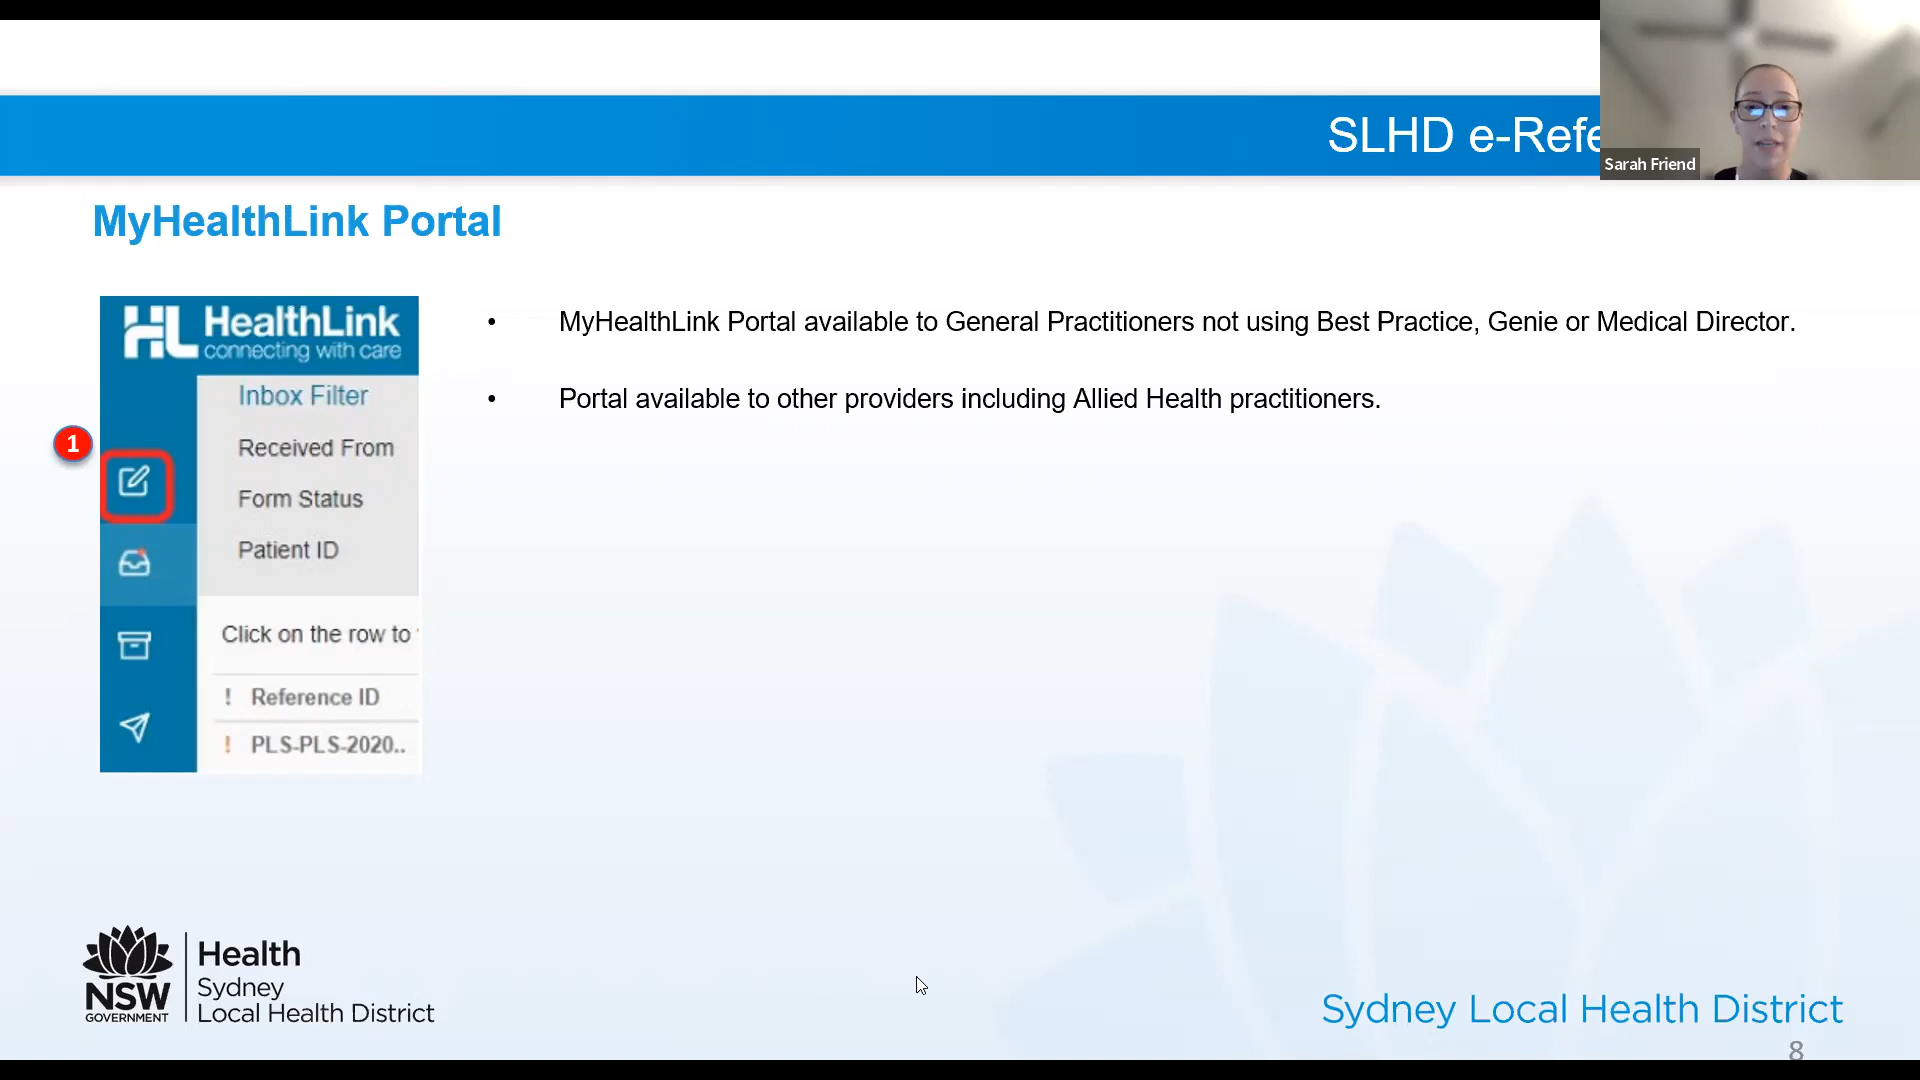 SLHD e-Refe
Sarah Friend
MyHealthLink Portal
HL HealthLink
connecting with care
Inbox Filter
Received From
Form Status
Patient ID
Click on the row to
! Reference ID
! PLS-PLS-2020..
1
• MyHealthLink Portal available to General Practitioners not using Best Practice, Genie or Medical Director.
• Portal available to other providers including Allied Health practitioners.
NSW
GOVERNMENT
Health
Sydney
Local Health District
Sydney Local Health District
8